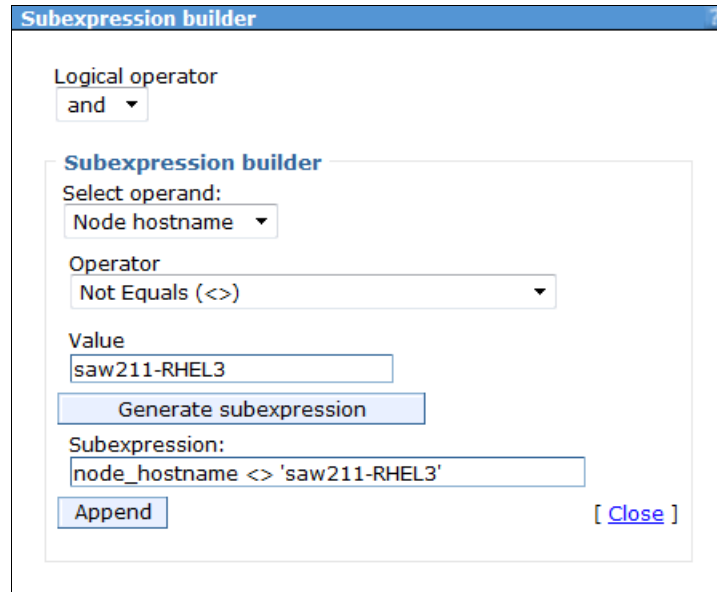 Subexpression builder ?
Logical operator
and
Subexpression builder
Select operand:
Node hostname
Operator
Not Equals (<>)
Value
saw211-RHEL3
Generate subexpression
Subexpression:
node_hostname <> 'saw211-RHEL3'
Append [ Close ]